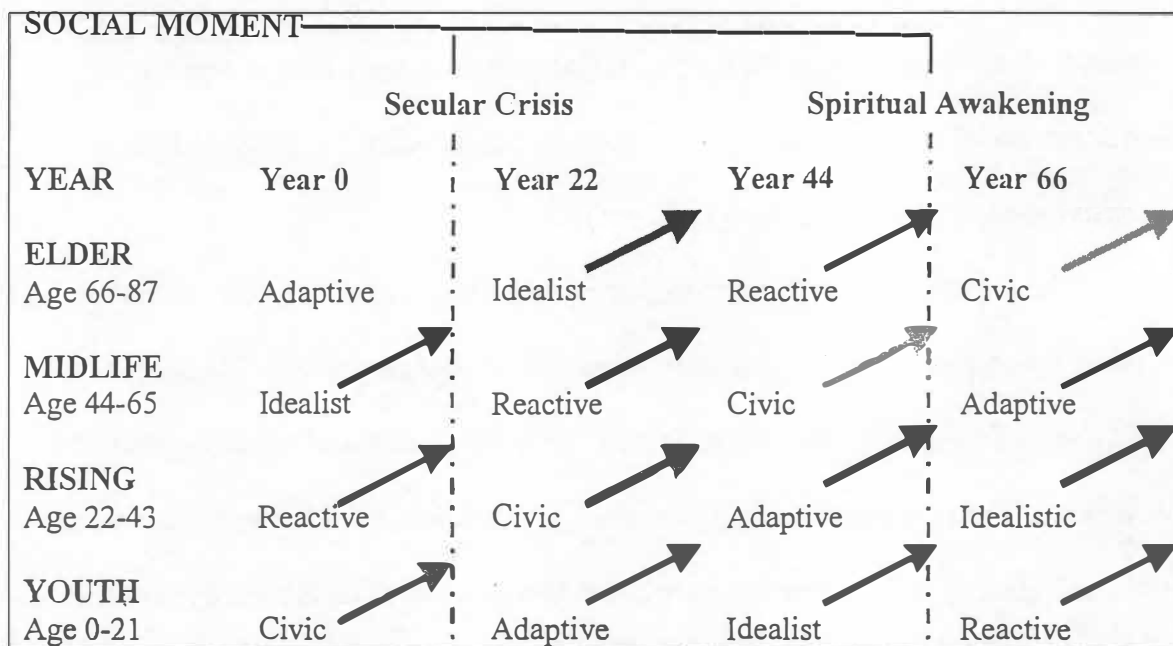 SOCIAL MOMENT
Secular Crisis Spiritual Awakening
YEAR Year 0 Year 22 Year 44 Year 66
ELDER
Age 66-87 Adaptive Idealist Reactive Civic
MIDLIFE
Age 44-65 Idealist Reactive Civic Adaptive
RISING
Age 22-43 Reactive Civic Adaptive Idealistic
YOUTH
Age 0-21 Civic Adaptive Idealist Reactive